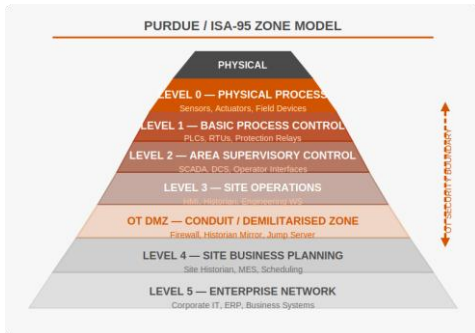 PURDUE / ISA-95 ZONE MODEL
PHYSICAL
LEVEL 0 — PHYSICAL PROCESS
Sensors, Actuators, Field Devices
LEVEL 1 — BASIC PROCESS CONTROL
PLCs, RTUs, Protection Relays
LEVEL 2 — AREA SUPERVISORY CONTROL
SCADA, DCS, Operator Interfaces
LEVEL 3 — SITE OPERATIONS
HMI, Historian, Engineering WS
OT DMZ — CONDUIT / DEMILITARISED ZONE
Firewall, Historian Mirror, Jump Server
LEVEL 4 — SITE BUSINESS PLANNING
Site Historian, MES, Scheduling
LEVEL 5 — ENTERPRISE NETWORK
Corporate IT, ERP, Business Systems
OT SECURITY BOUNDARY